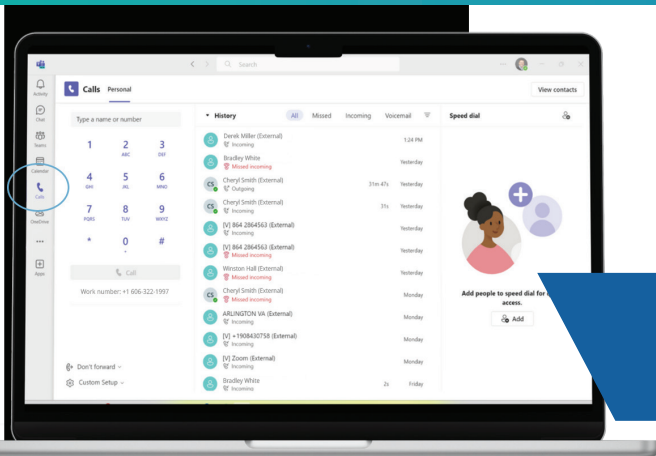 Search
Activity
Chat
Teams
Calendar
Calls
OneDrive
Apps
Calls Personal
View contacts
Type a name or number
1
2
ABC
3
DEF
4
GHI
5
JKL
6
MNO
7
PQRS
8
TUV
9
WXYZ
*
0
+
#
Call
Work number: +1 606-322-1997
Don't forward
Custom Setup
History All Missed Incoming Voicemail
Derek Miller (External)
Incoming
1:24 PM
Bradley White
Missed incoming
Yesterday
CS
Cheryl Smith (External)
Outgoing
31m 47s Yesterday
CS
Cheryl Smith (External)
Incoming
31s Yesterday
[V] 864 2864563 (External)
Incoming
Yesterday
[V] 864 2864563 (External)
Missed incoming
Yesterday
Winston Hall (External)
Missed incoming
Yesterday
CS
Cheryl Smith (External)
Missed incoming
Monday
ARLINGTON VA (External)
Incoming
Monday
[V] +1908430758 (External)
Incoming
Monday
[V] Zoom (External)
Incoming
Monday
Bradley White
Incoming
2s Friday
Speed dial
Add people to speed dial for
access.
Add